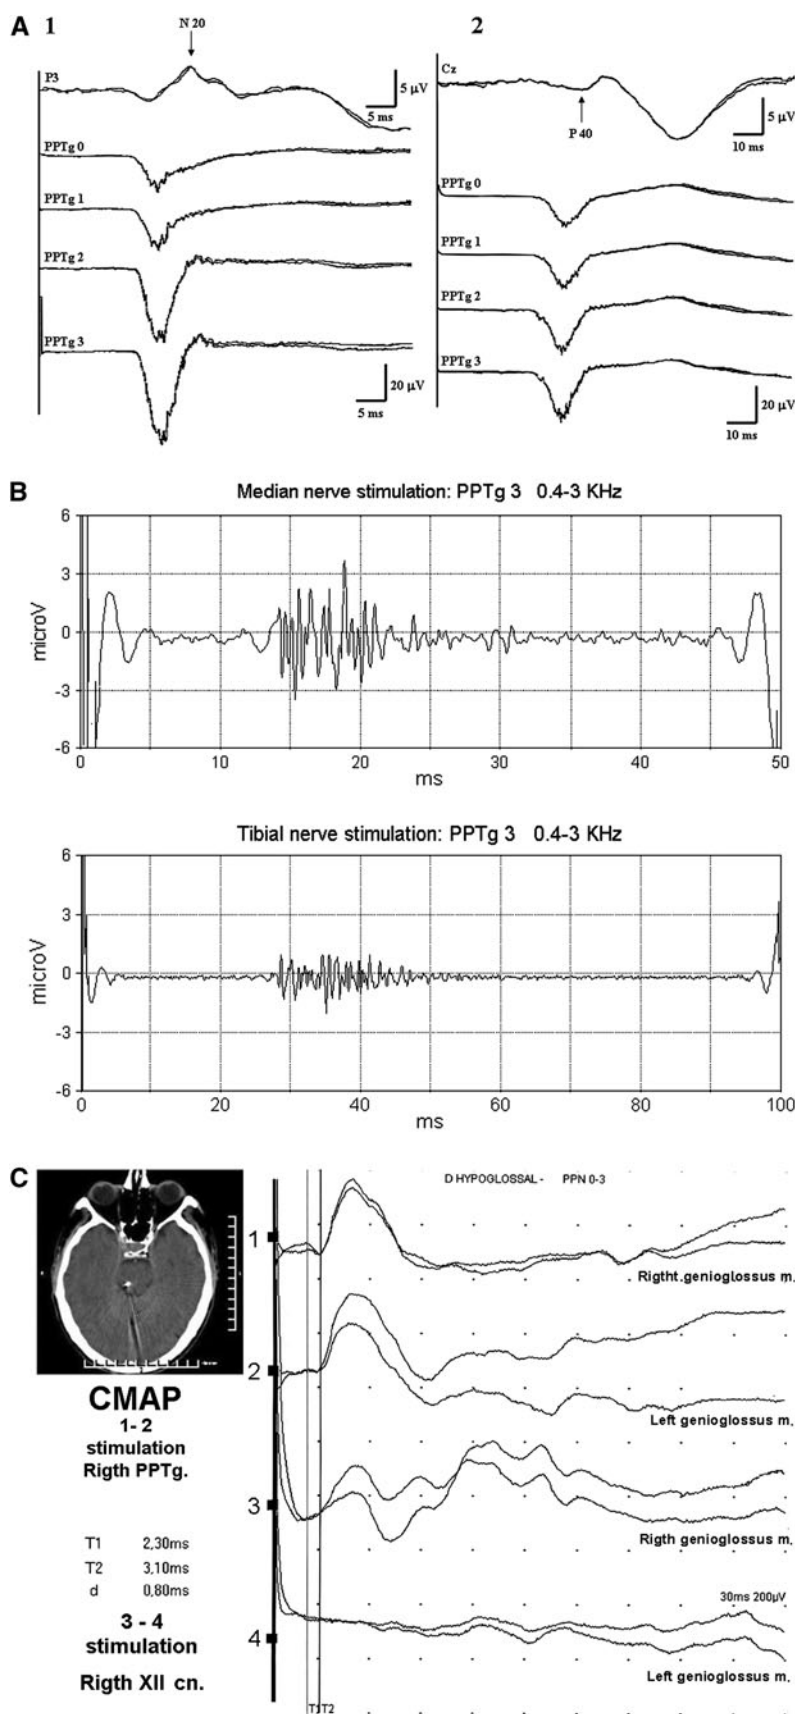 A 1
N 20
P3
5 µV
5 ms
PPTg 0
PPTg 1
PPTg 2
PPTg 3
20 µV
5 ms
2
Cz
P 40
5 µV
10 ms
PPTg 0
PPTg 1
PPTg 2
PPTg 3
20 µV
10 ms
B
Median nerve stimulation: PPTg 3 0.4-3 KHz
microV
6
3
0
-3
-6
0 10 20 30 40 50
ms
Tibial nerve stimulation: PPTg 3 0.4-3 KHz
microV
6
3
0
-3
-6
0 20 40 60 80 100
ms
C
CMAP
1- 2
stimulation
Rigth PPTg.
T1 2,30ms
T2 3,10ms
d 0,80ms
3 - 4
stimulation
Rigth XII cn.
D HYPOGLOSSAL - PPN 0-3
1
Rigtht.genioglossus m.
2
Left genioglossus m.
3
Rigth genioglossus m.
30ms 200µV
4
Left genioglossus m.
T1 T2